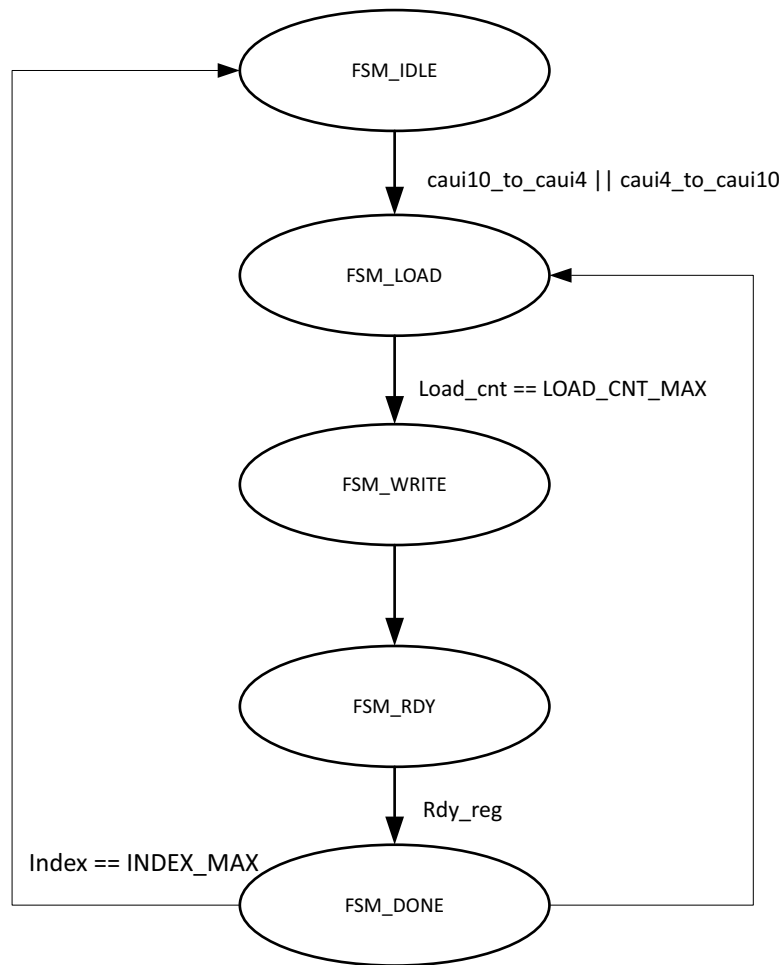 FSM_IDLE
caui10_to_caui4 || caui4_to_caui10
FSM_LOAD
Load_cnt == LOAD_CNT_MAX
FSM_WRITE
FSM_RDY
Rdy_reg
Index == INDEX_MAX
FSM_DONE